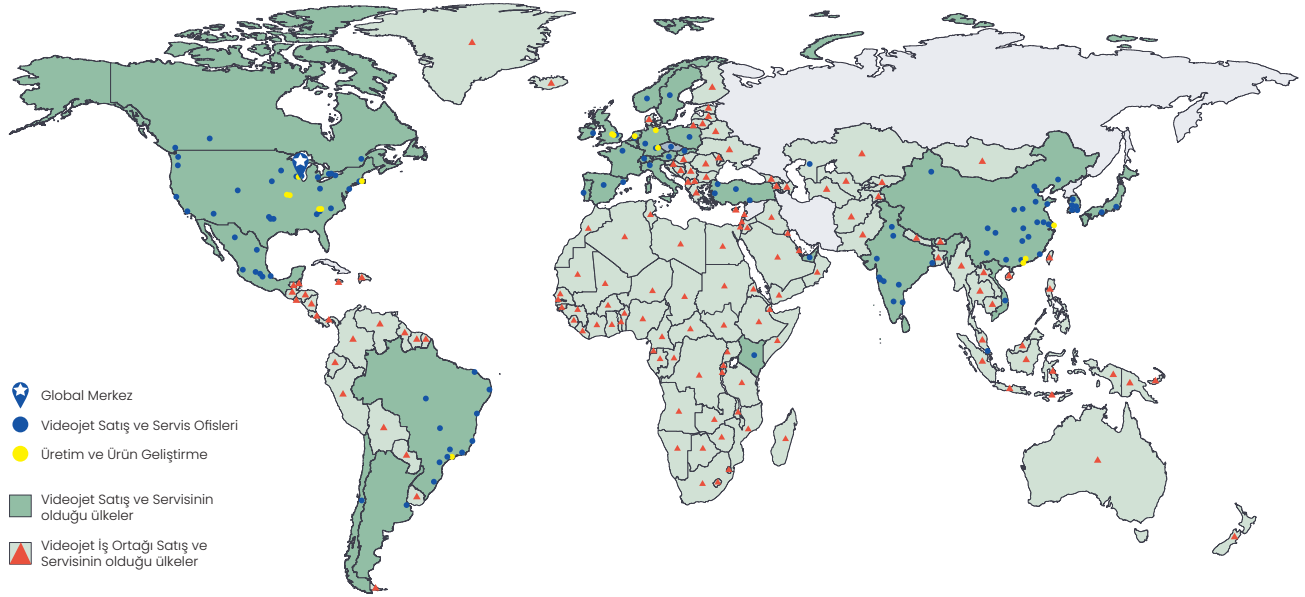 Global Merkez
Videojet Satış ve Servis Ofisleri
Üretim ve Ürün Geliştirme
Videojet Satış ve Servisinin
olduğu ülkeler
Videojet İş Ortağı Satış ve
Servisinin olduğu ülkeler